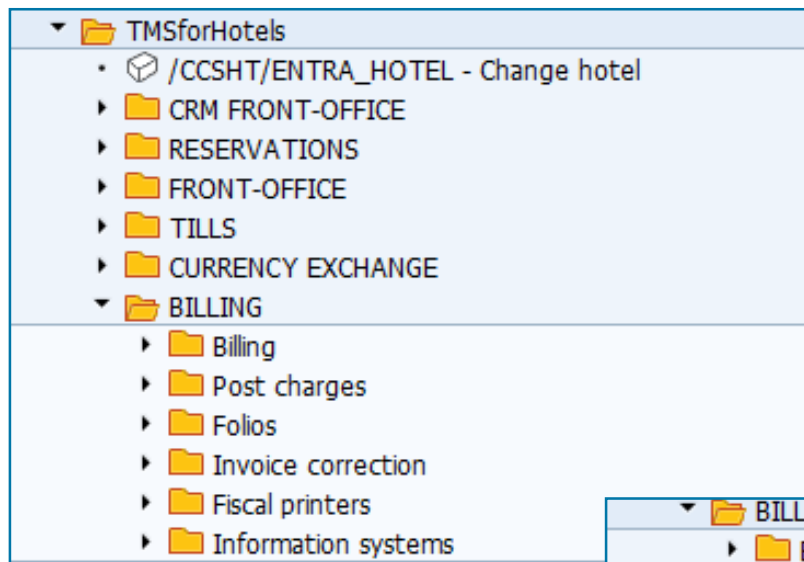 TMSforHotels
/CCSHT/ENTRA_HOTEL - Change hotel
CRM FRONT-OFFICE
RESERVATIONS
FRONT-OFFICE
TILLS
CURRENCY EXCHANGE
BILLING
Billing
Post charges
Folios
Invoice correction
Fiscal printers
Information systems
BILL